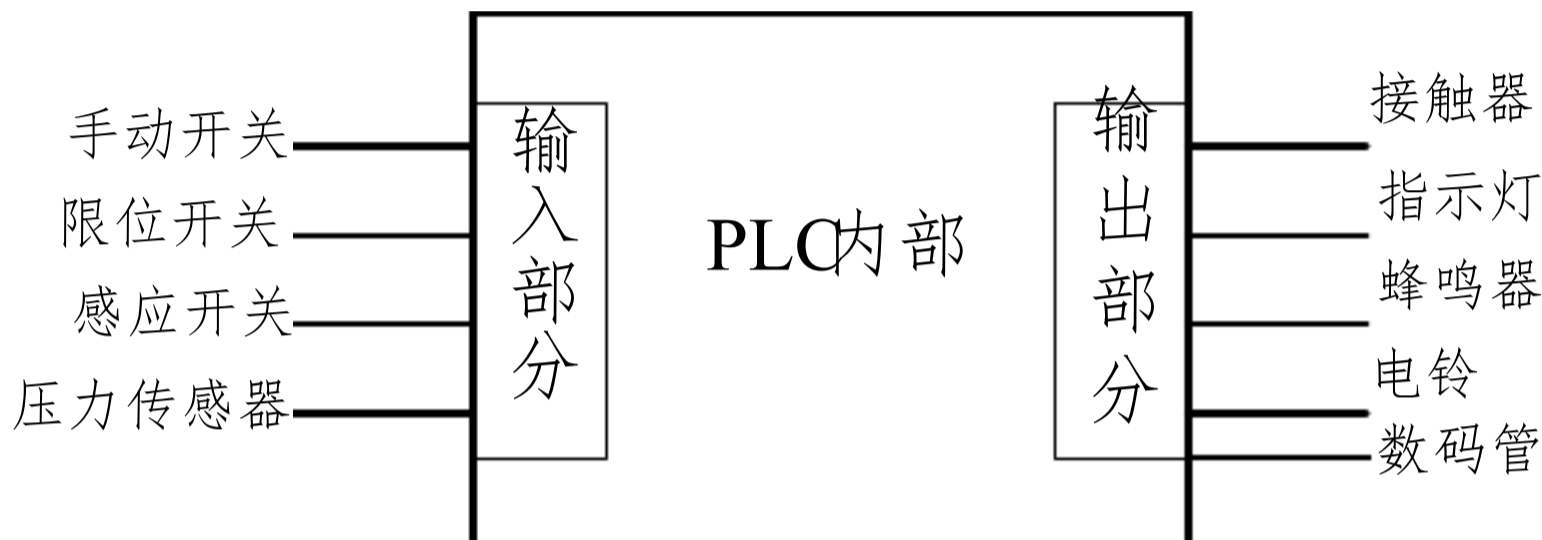 手动开关
限位开关
感应开关
压力传感器
输入部分
PLC内部
输出部分
接触器
指示灯
蜂鸣器
电铃
数码管